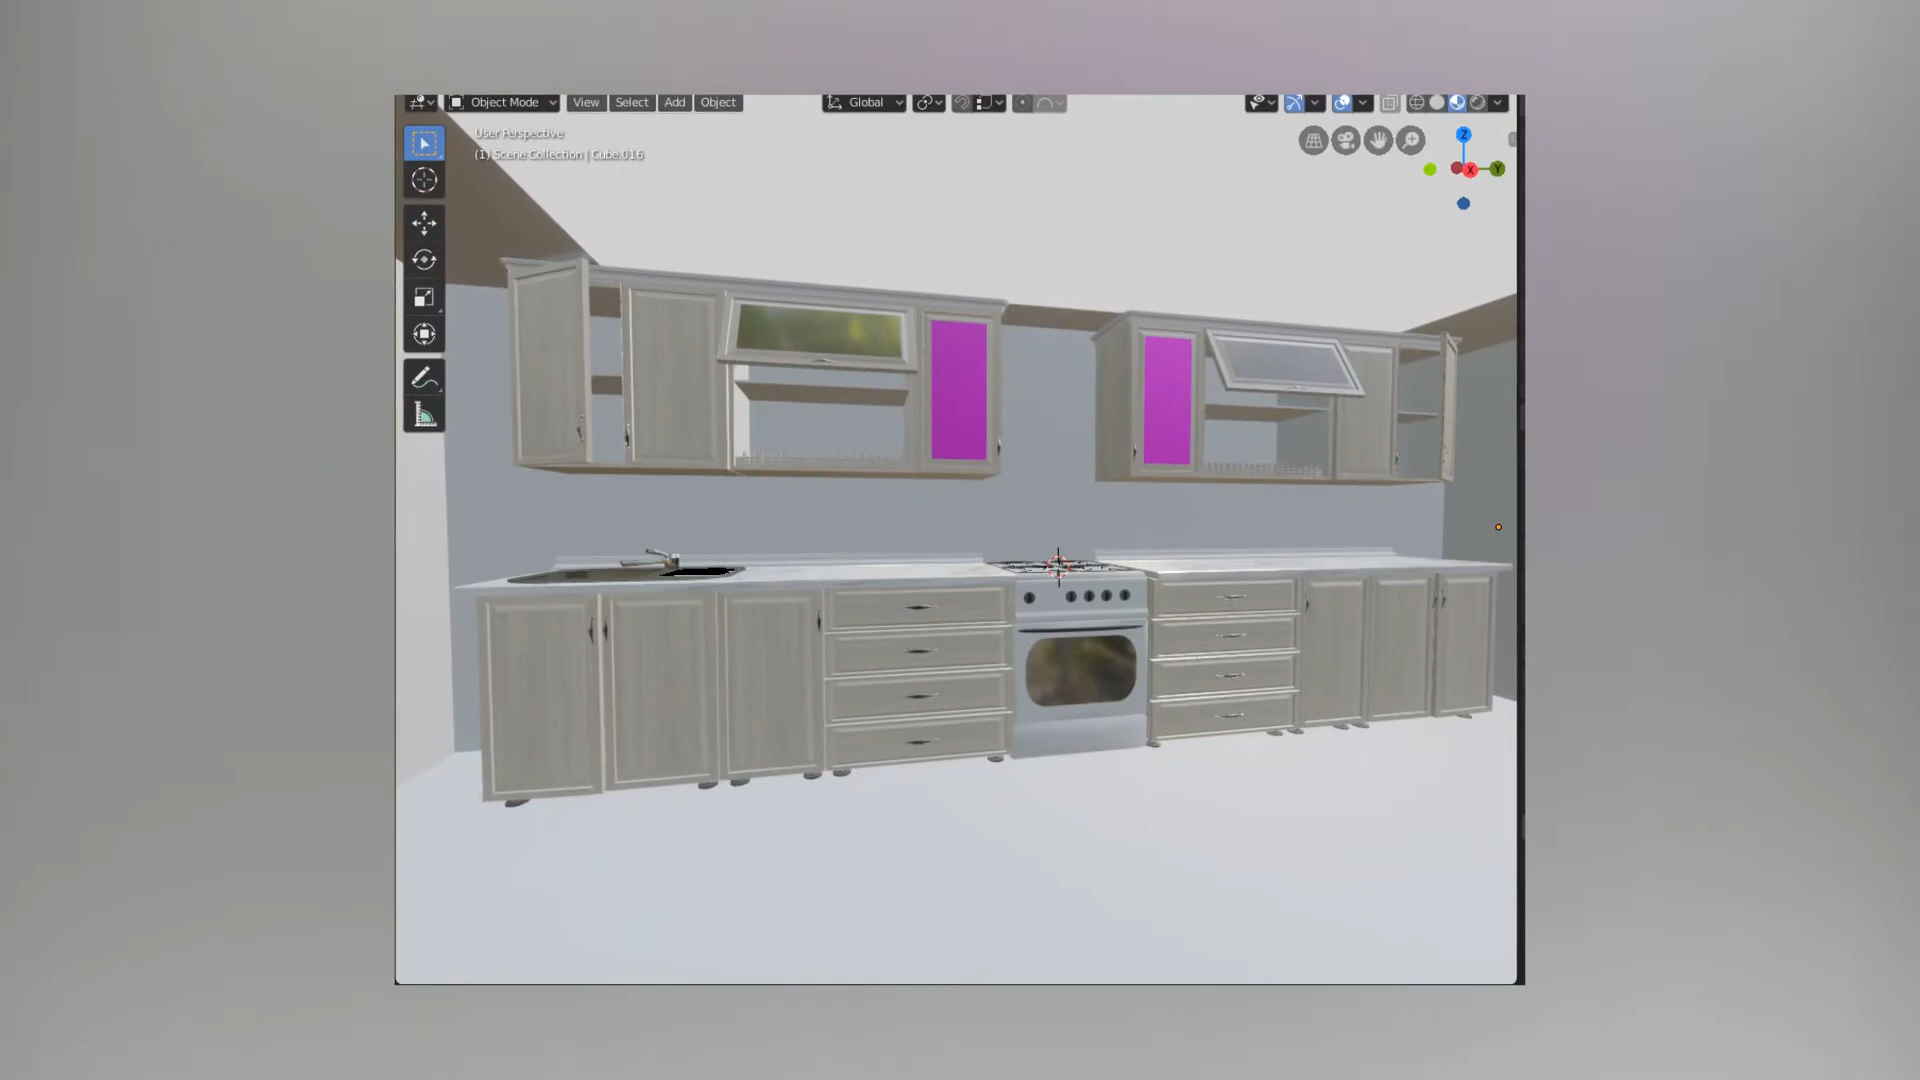 Object Mode View Select Add Object Global
User Perspective
(1) Scene Collection | Cube.016
Z
X Y